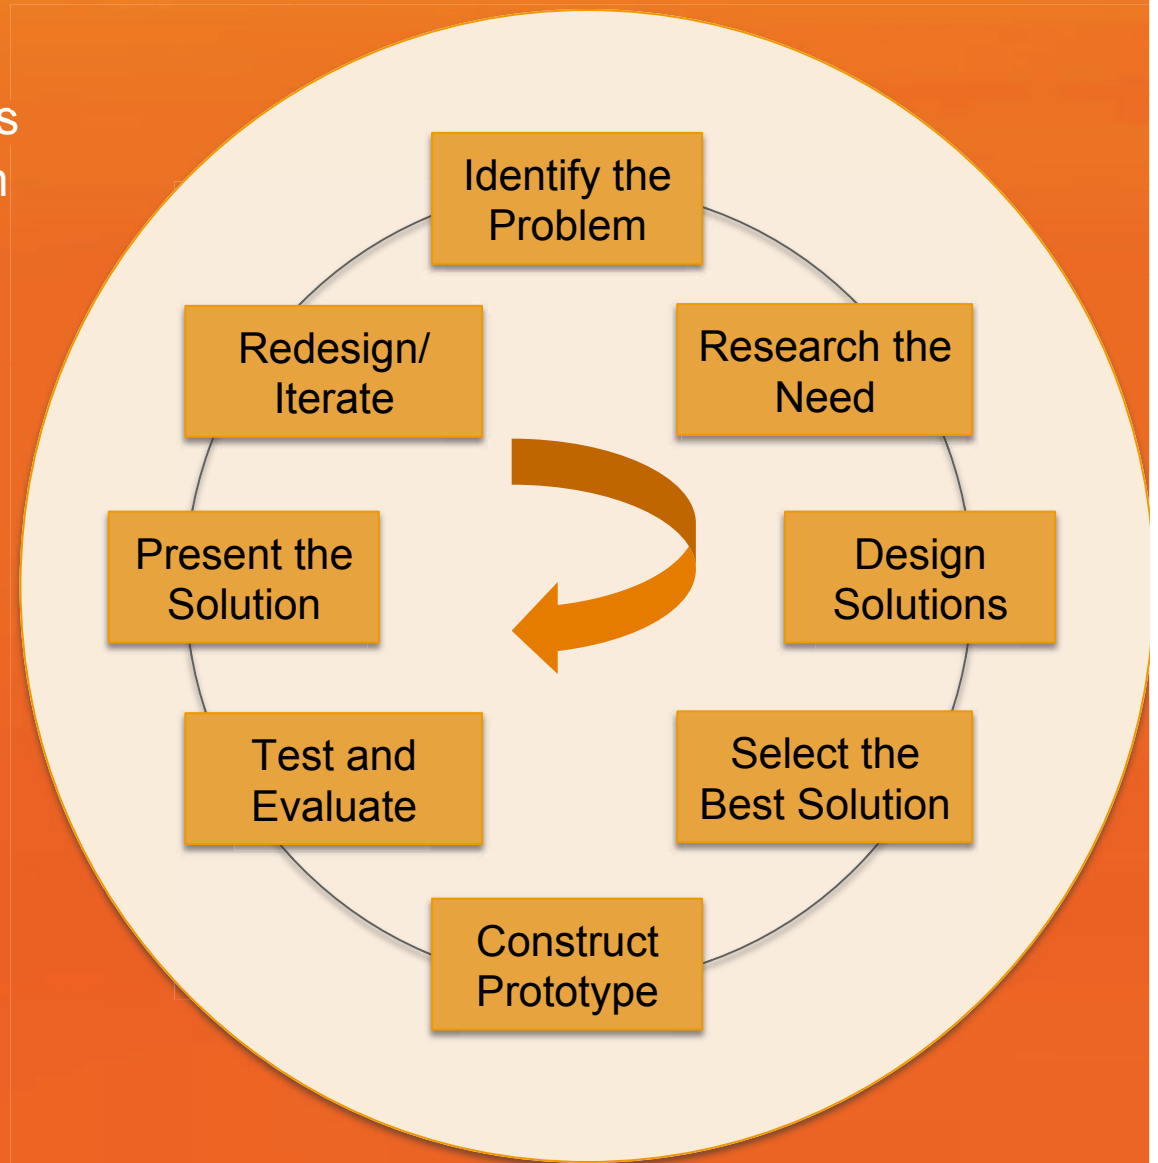 s
n
Identify the
Problem
Research the
Need
Design
Solutions
Select the
Best Solution
Construct
Prototype
Test and
Evaluate
Present the
Solution
Redesign/
Iterate